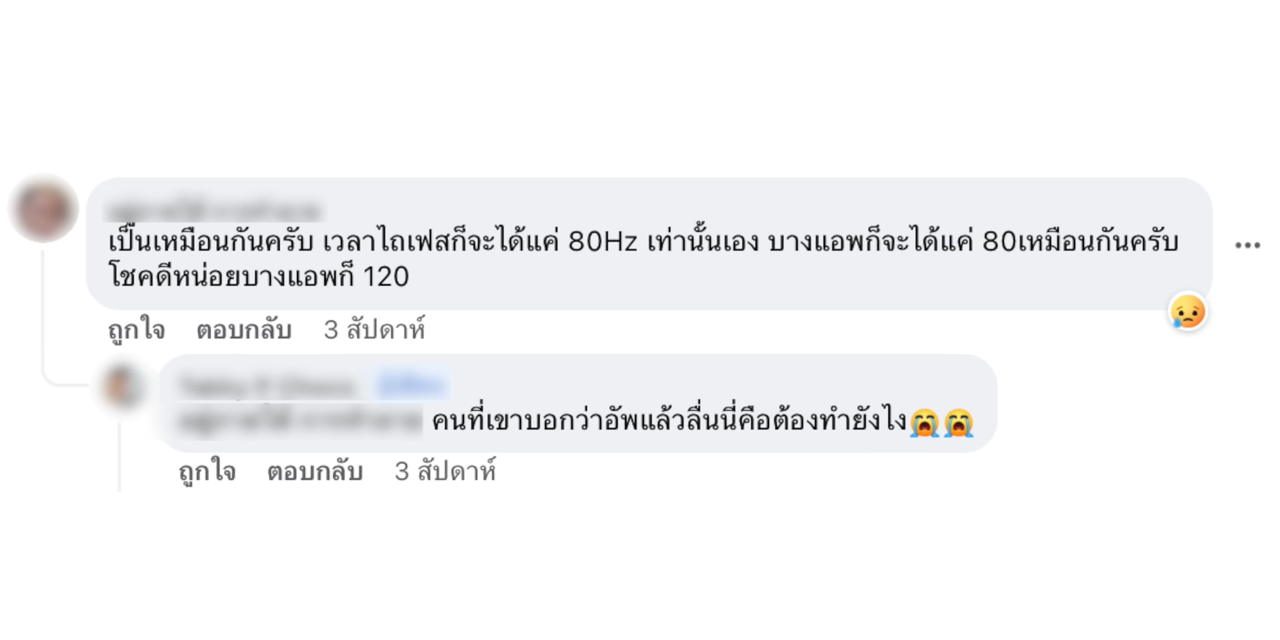 เป็นเหมือนกันครับ เวลาไถเฟสก็จะได้แค่ 80Hz เท่านั้นเอง บางแอพก็จะได้แค่ 80เหมือนกันครับ
โชคดีหน่อยบางแอพก็ 120
ถูกใจ ตอบกลับ 3 สัปดาห์
คนที่เขาบอกว่าอัพแล้วลื่นนี่คือต้องทำยังไง😭😭
ถูกใจ ตอบกลับ 3 สัปดาห์